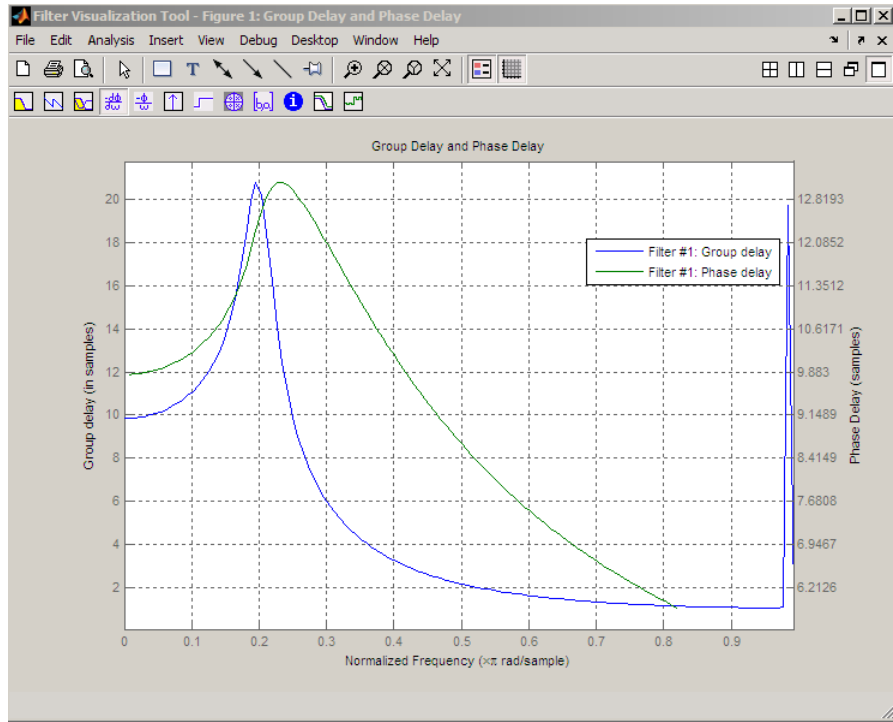 Filter Visualization Tool - Figure 1: Group Delay and Phase Delay
File Edit Analysis Insert View Debug Desktop Window Help
Group Delay and Phase Delay
20
18
16
14
12
10
8
6
4
2
Group delay (in samples)
12.8193
12.0852
11.3512
10.6171
9.883
9.1489
8.4149
7.6808
6.9467
6.2126
Phase Delay (samples)
Filter #1: Group delay
Filter #1: Phase delay
0 0.1 0.2 0.3 0.4 0.5 0.6 0.7 0.8 0.9
Normalized Frequency (×π rad/sample)